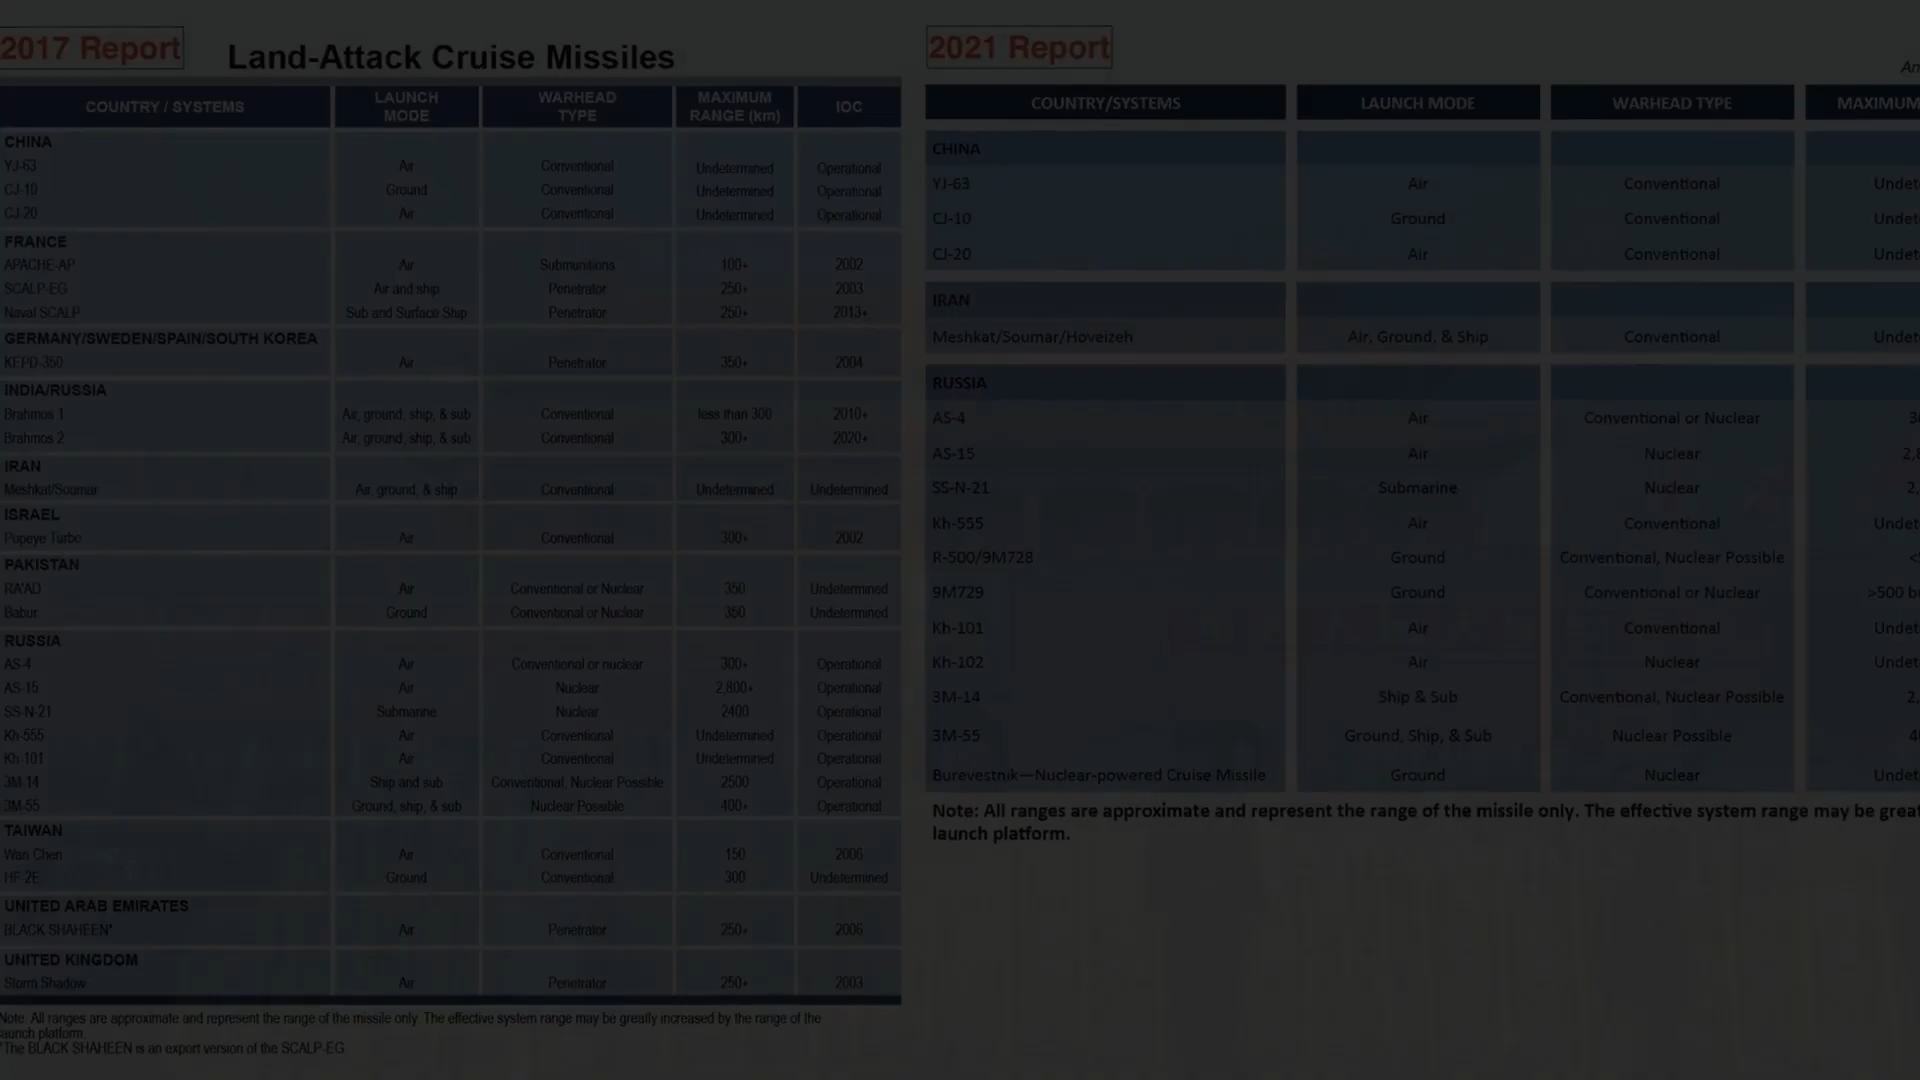 2017 Report
Land-Attack Cruise Missiles
COUNTRY / SYSTEMS LAUNCH MODE WARHEAD TYPE MAXIMUM RANGE (km) IOC
CHINA
YJ-63 Air Conventional Undetermined Operational
CJ-10 Ground Conventional Undetermined Operational
CJ-20 Air Conventional Undetermined Operational
FRANCE
APACHE-AP Air Submunitions 100+ 2002
SCALP-EG Air and ship Penetrator 250+ 2003
Naval SCALP Sub and Surface Ship Penetrator 250+ 2013+
GERMANY/SWEDEN/SPAIN/SOUTH KOREA
KEPD-350 Air Penetrator 350+ 2004
INDIA/RUSSIA
Brahmos 1 Air, ground, ship, & sub Conventional less than 300 2010+
Brahmos 2 Air, ground, ship, & sub Conventional 300+ 2020+
IRAN
Meshkat/Soumar Air, ground, & ship Conventional Undetermined Undetermined
ISRAEL
Popeye Turbo Air Conventional 300+ 2002
PAKISTAN
RA'AD Air Conventional or Nuclear 350 Undetermined
Babur Ground Conventional or Nuclear 350 Undetermined
RUSSIA
AS-4 Air Conventional or nuclear 300+ Operational
AS-15 Air Nuclear 2,800+ Operational
SS-N-21 Submarine Nuclear 2400 Operational
Kh-555 Air Conventional Undetermined Operational
Kh-101 Air Conventional Undetermined Operational
3M-14 Ship and sub Conventional, Nuclear Possible 2500 Operational
3M-55 Ground, ship, & sub Nuclear Possible 400+ Operational
TAIWAN
Wan Chen Air Conventional 150 2006
HF-2E Ground Conventional 300 Undetermined
UNITED ARAB EMIRATES
BLACK SHAHEEN* Air Penetrator 250+ 2006
UNITED KINGDOM
Storm Shadow Air Penetrator 250+ 2003
Note: All ranges are approximate and represent the range of the missile only. The effective system range may be greatly increased by the range of the
launch platform.
*The BLACK SHAHEEN is an export version of the SCALP-EG
2021 Report
COUNTRY/SYSTEMS LAUNCH MODE WARHEAD TYPE MAXIMUM
CHINA
YJ-63 Air Conventional Undet
CJ-10 Ground Conventional Undet
CJ-20 Air Conventional Undet
IRAN
Meshkat/Soumar/Hoveizeh Air, Ground, & Ship Conventional Undet
RUSSIA
AS-4 Air Conventional or Nuclear
AS-15 Air Nuclear
SS-N-21 Submarine Nuclear
Kh-555 Air Conventional Undet
R-500/9M728 Ground Conventional, Nuclear Possible
9M729 Ground Conventional or Nuclear >500
Kh-101 Air Conventional Undet
Kh-102 Air Nuclear Undet
3M-14 Ship & Sub Conventional, Nuclear Possible
3M-55 Ground, Ship, & Sub Nuclear Possible
Burevestnik—Nuclear-powered Cruise Missile Ground Nuclear Undet
Note: All ranges are approximate and represent the range of the missile only. The effective system range may be great
launch platform.